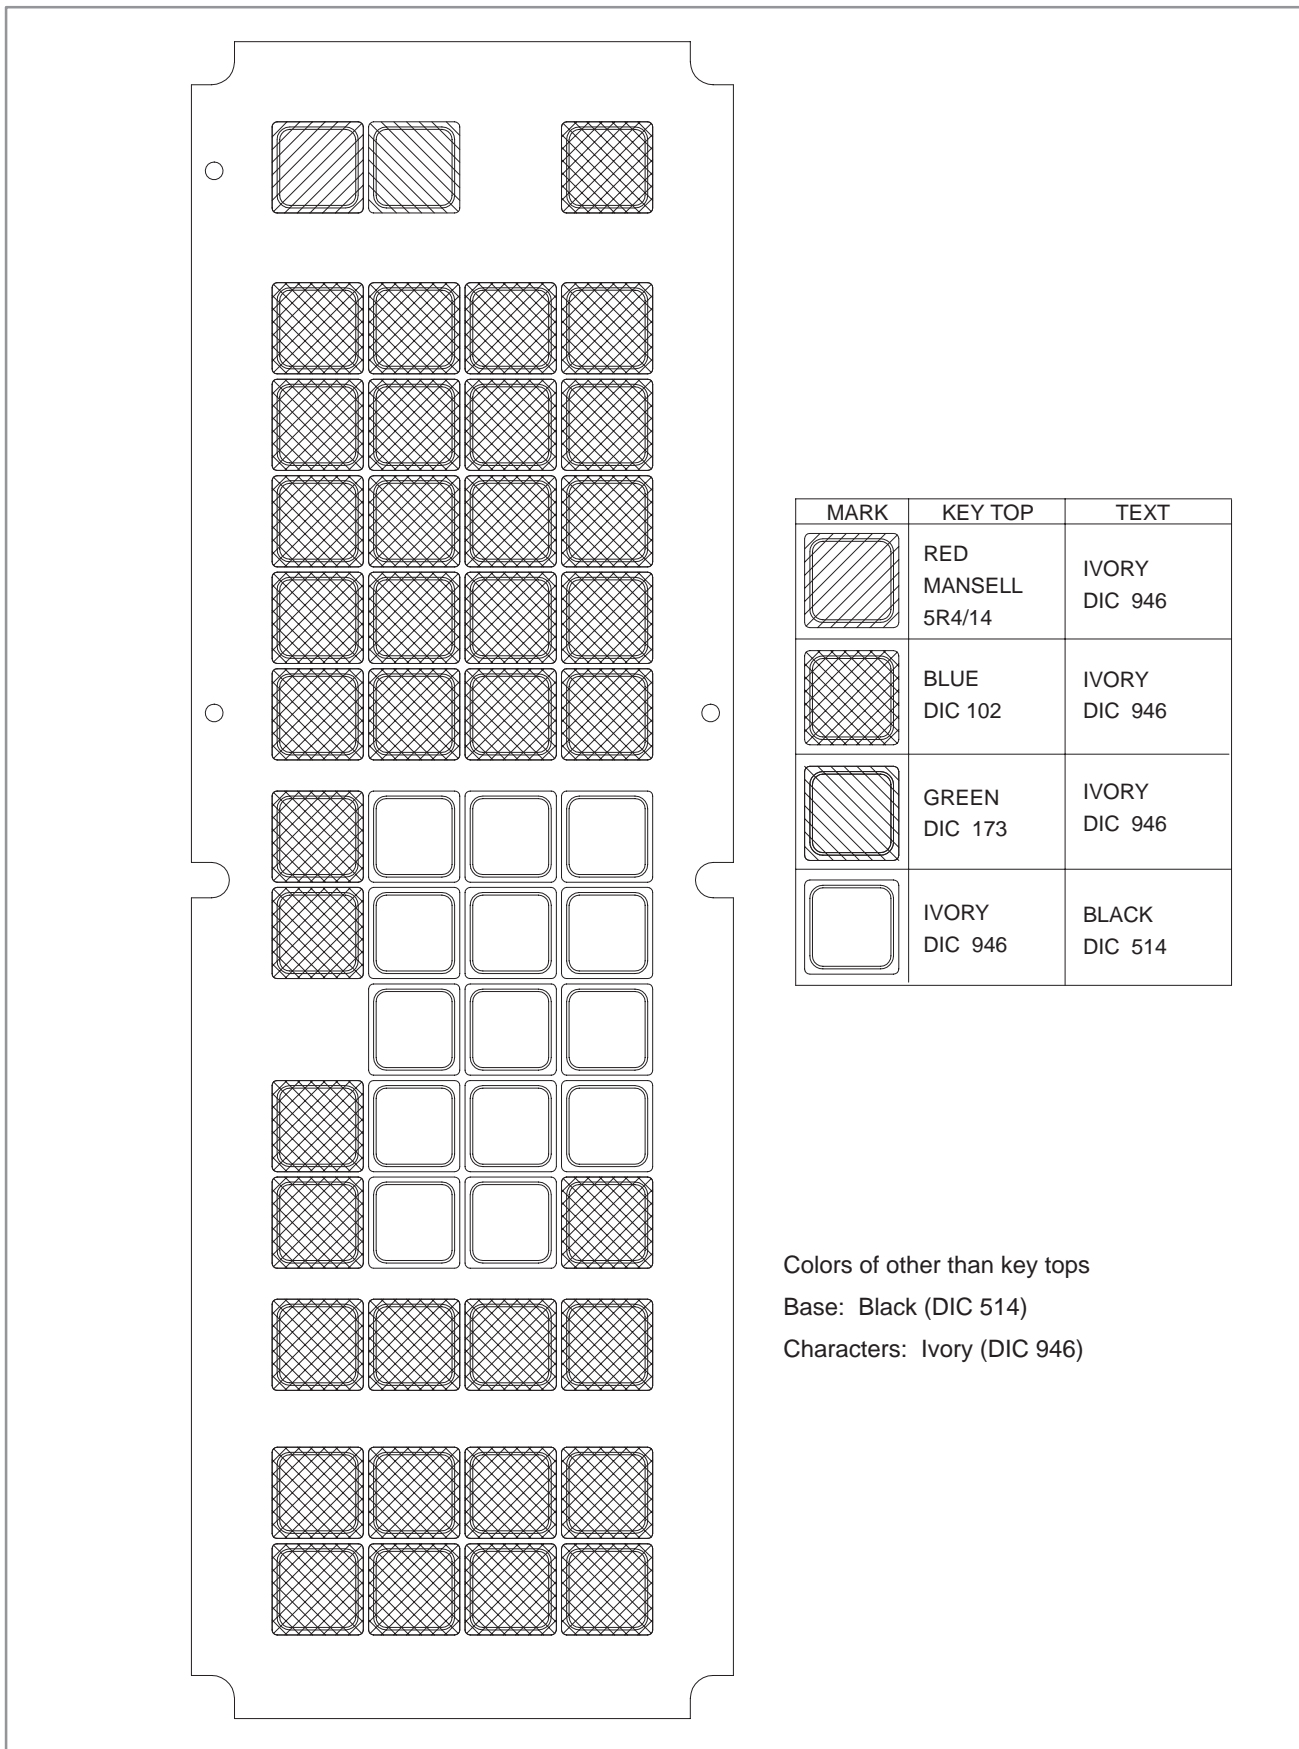 MARK KEY TOP TEXT
RED
MANSELL
5R4/14
IVORY
DIC 946
BLUE
DIC 102
IVORY
DIC 946
GREEN
DIC 173
IVORY
DIC 946
IVORY
DIC 946
BLACK
DIC 514
Colors of other than key tops
Base: Black (DIC 514)
Characters: Ivory (DIC 946)